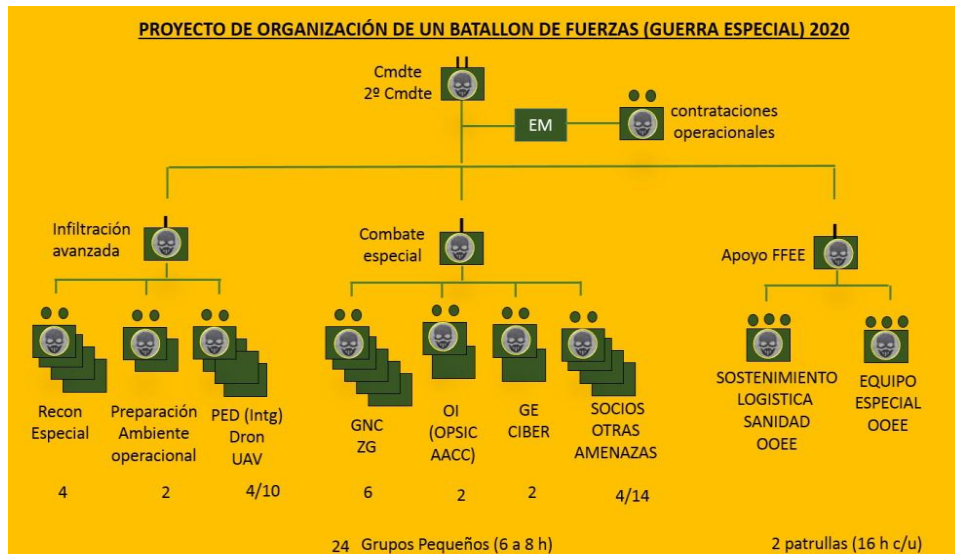 PROYECTO DE ORGANIZACIÓN DE UN BATALLON DE FUERZAS (GUERRA ESPECIAL) 2020
Cmdte
2º Cmdte
EM
contrataciones
operacionales
Infiltración
avanzada
Combate
especial
Apoyo FFEE
Recon
Especial
Preparación
Ambiente
operacional
PED (Intg)
Dron
UAV
GNC
ZG
OI
(OPSIC
AACC)
GE
CIBER
SOCIOS
OTRAS
AMENAZAS
SOSTENIMIENTO
LOGISTICA
SANIDAD
OOEE
EQUIPO
ESPECIAL
OOEE
4
2
4/10
6
2
2
4/14
24 Grupos Pequeños (6 a 8 h)
2 patrullas (16 h c/u)